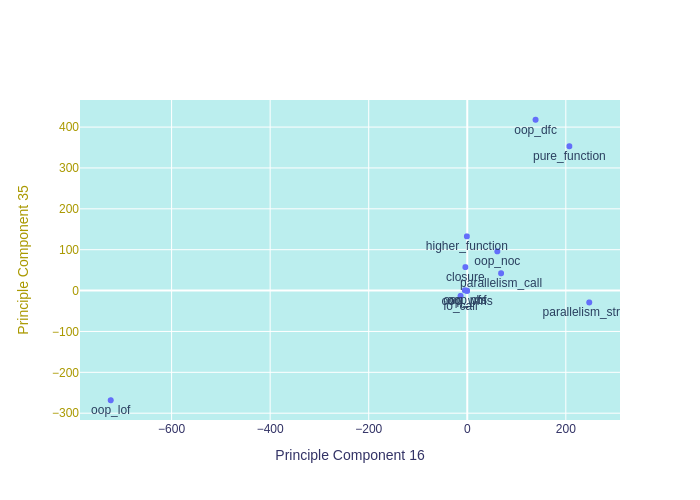 400
300
200
100
0
−100
−200
−300
Principle Component 35
oop_dfc
pure_function
higher_function
oop_noc
closure
parallelism_call
io_call
parallelism_str
oop_lof
−600
−400
−200
0
200
Principle Component 16